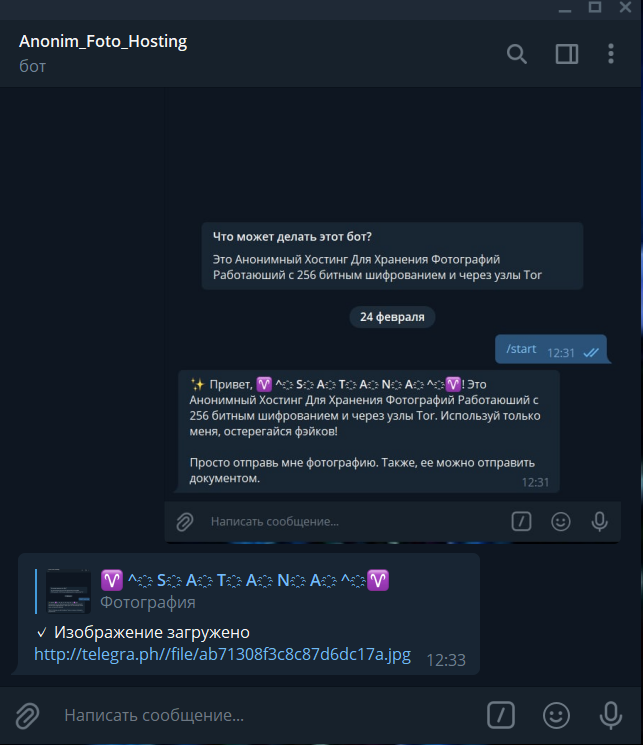 Anonim_Foto_Hosting
бот
Что может делать этот бот?
Это Анонимный Хостинг Для Хранения Фотографий
Работаюший с 256 битным шифрованием и через узлы Tor
24 февраля
/start 12:31
✨ Привет, ♈ ^҈ S҈ A҈ T҈ A҈ N҈ A҈ ^҈♈! Это
Анонимный Хостинг Для Хранения Фотографий Работаюший с
256 битным шифрованием и через узлы Tor. Используй только
меня, остерегайся фэйков!
Просто отправь мне фотографию. Также, ее можно отправить
документом.
12:31
Написать сообщение...
♈ ^҈ S҈ A҈ T҈ A҈ N҈ A҈ ^҈♈
Фотография
✓ Изображение загружено
http://telegra.ph//file/ab71308f3c8c87d6dc17a.jpg 12:33
Написать сообщение...